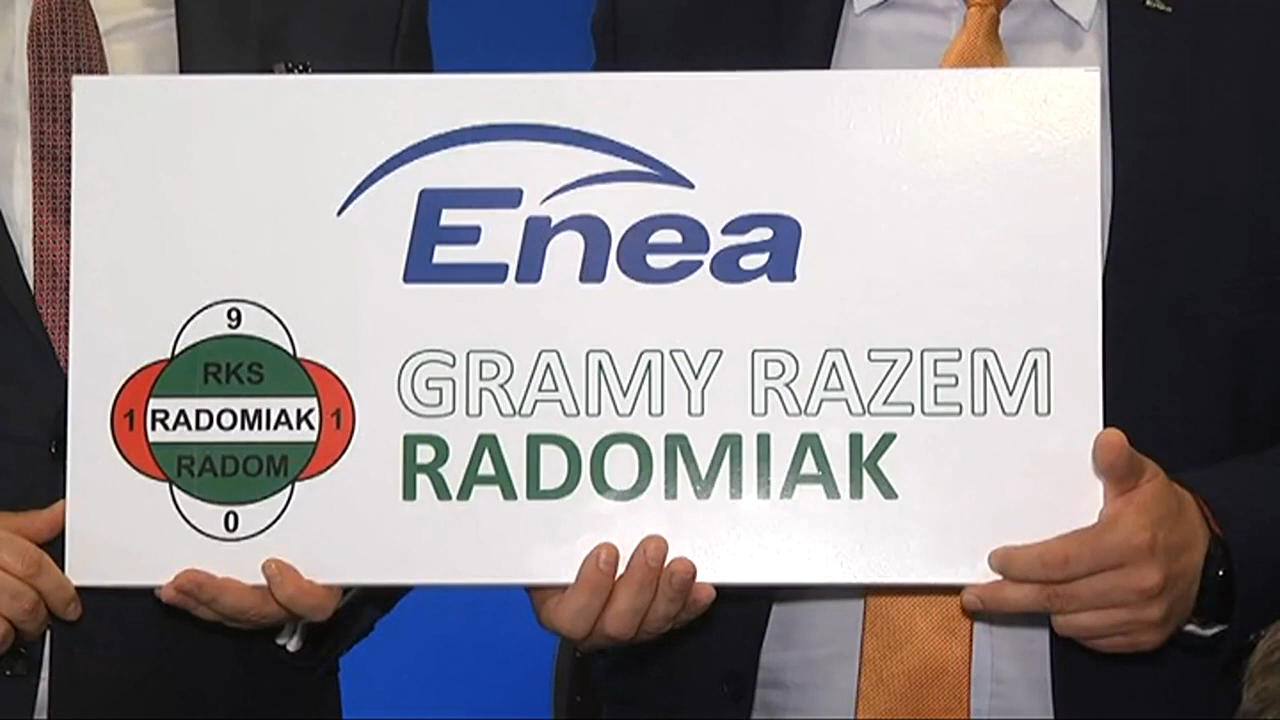 Enea
9
RKS
1 RADOMIAK 1
RADOM
0
GRAMY RAZEM
RADOMIAK